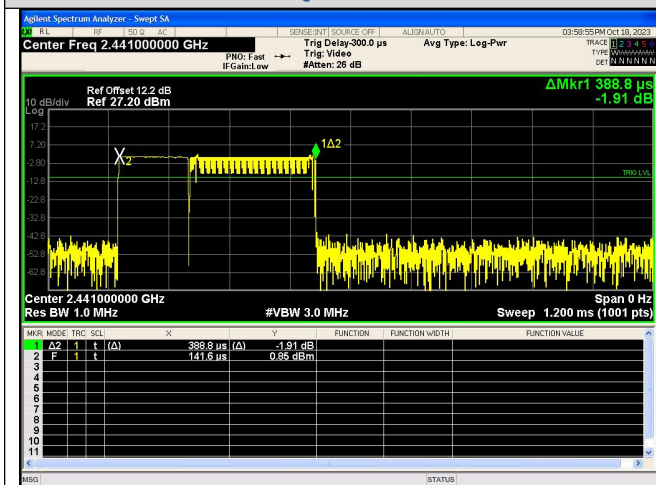 Agilent Spectrum Analyzer - Swept SA
RL RF 50 Ω AC SENSE:INT SOURCE OFF ALIGNAUTO 03:58:55 PM Oct 18, 2023
Center Freq 2.441000000 GHz
PNO: Fast
IFGain:Low
Trig Delay-300.0 µs
Trig: Video
#Atten: 26 dB
Avg Type: Log-Pwr
TRACE 1 2 3 4 5 6
TYPE
DET N N N N N N
ΔMkr1 388.8 µs
-1.91 dB
Ref Offset 12.2 dB
10 dB/div Ref 27.20 dBm
Log
17.2
7.20
1Δ2
X2
-2.80
TRIG LVL
-12.8
-22.8
-32.8
-42.8
-52.8
-62.8
Center 2.441000000 GHz Span 0 Hz
Res BW 1.0 MHz #VBW 3.0 MHz Sweep 1.200 ms (1001 pts)
MKR MODE TRC SCL X Y FUNCTION FUNCTION WIDTH FUNCTION VALUE
1 Δ2 1 t (Δ) 388.8 µs (Δ) -1.91 dB
2 F 1 t 141.6 µs 0.85 dBm
3
4
5
6
7
8
9
10
11
MSG STATUS